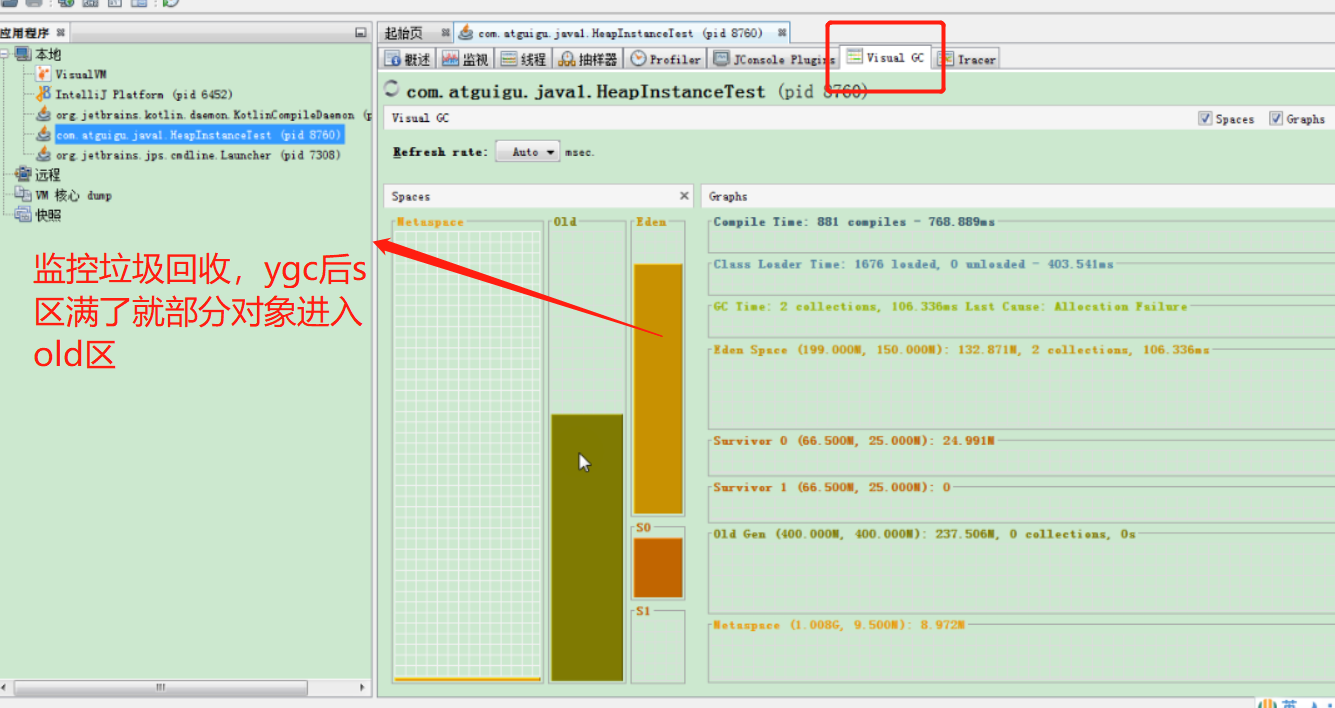 应用程序
本地
VisualVM
IntelliJ Platform (pid 6452)
org.jetbrains.kotlin.daemon.KotlinCompileDaemon (p
com.atguigu.java1.HeapInstanceTest (pid 8760)
org.jetbrains.jps.cmdline.Launcher (pid 7308)
远程
VM 核心 dump
快照
监控垃圾回收，ygc后s
区满了就部分对象进入
old区
起始页
com.atguigu.java1.HeapInstanceTest (pid 8760)
概述 监视 线程 抽样器 Profiler JConsole Plugins Visual GC Tracer
com.atguigu.java1.HeapInstanceTest (pid 8760)
Visual GC
Spaces Graphs
Refresh rate: Auto msec.
Spaces
Metaspace Old Eden
S0
S1
Graphs
Compile Time: 881 compiles - 768.889ms
Class Loader Time: 1676 loaded, 0 unloaded - 403.541ms
GC Time: 2 collections, 106.336ms Last Cause: Allocation Failure
Eden Space (199.000M, 150.000M): 132.871M, 2 collections, 106.336ms
Survivor 0 (66.500M, 25.000M): 24.991M
Survivor 1 (66.500M, 25.000M): 0
Old Gen (400.000M, 400.000M): 237.506M, 0 collections, 0s
Metaspace (1.008G, 9.500M): 8.972M
英